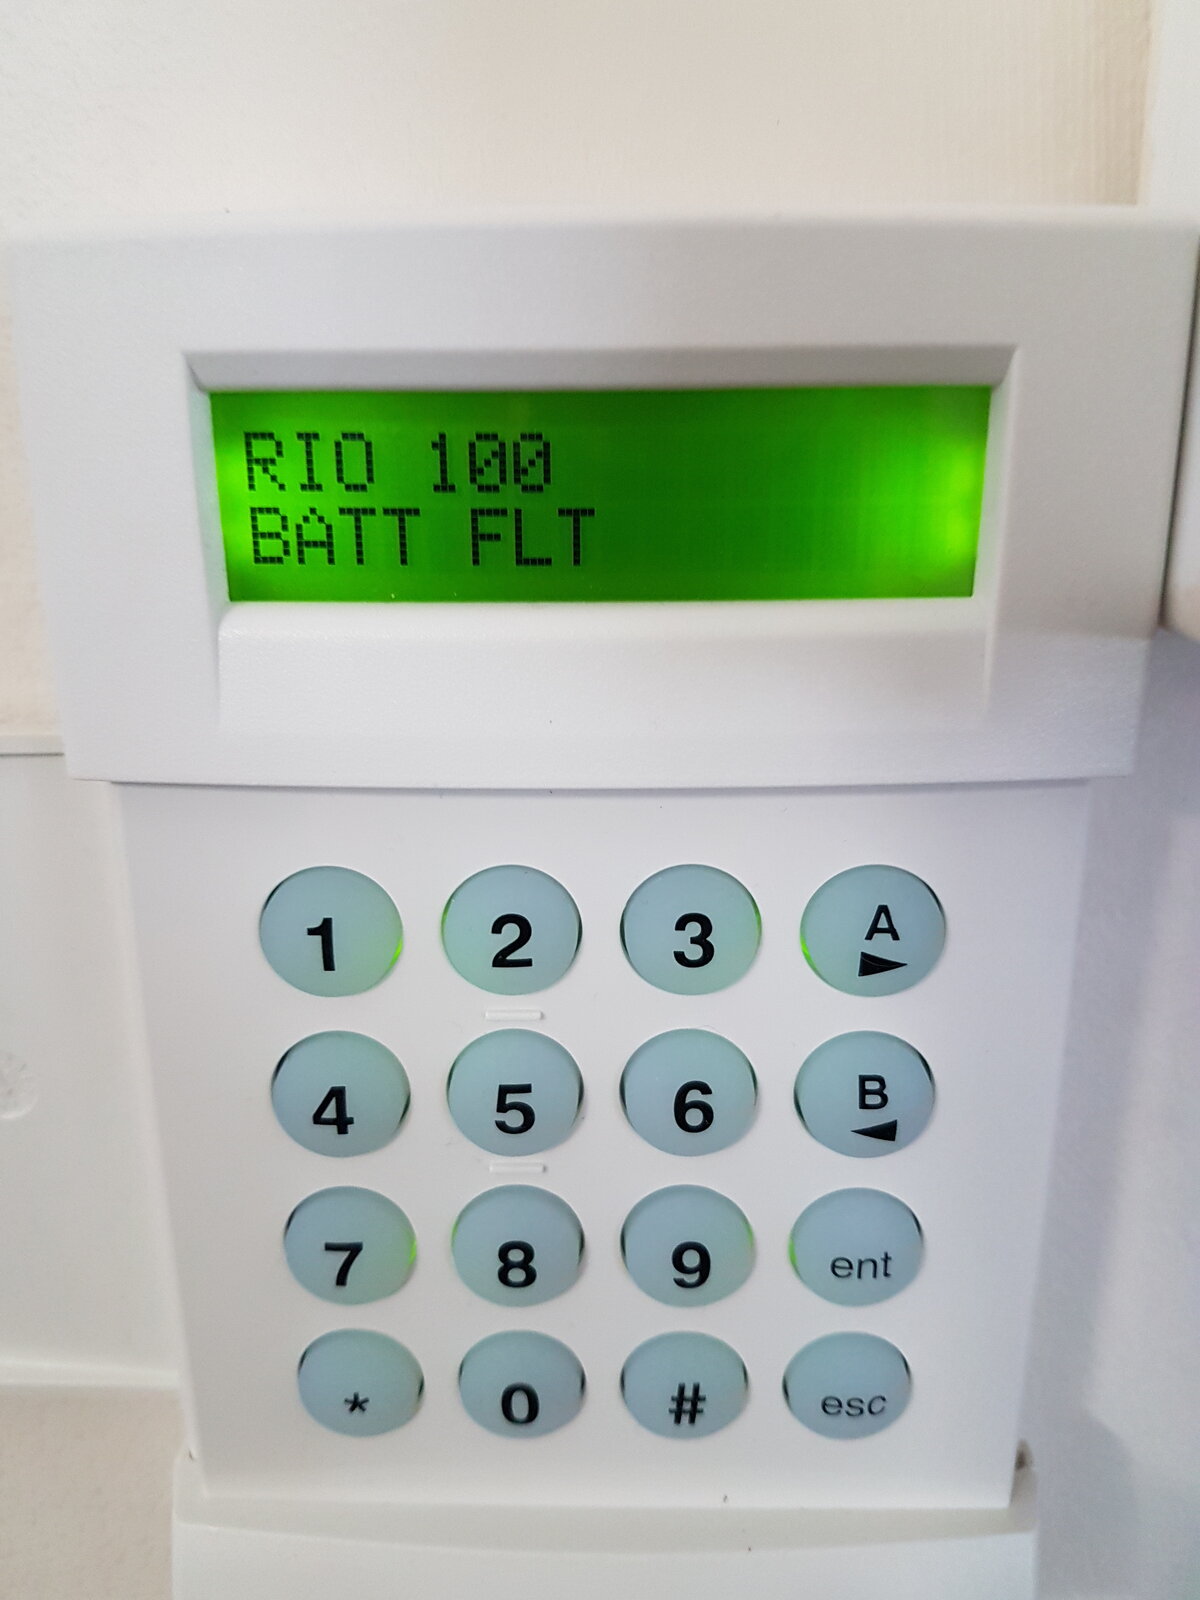 RIO 100
BATT FLT
1 2 3 A
4 5 6 B
7 8 9 ent
* 0 # esc